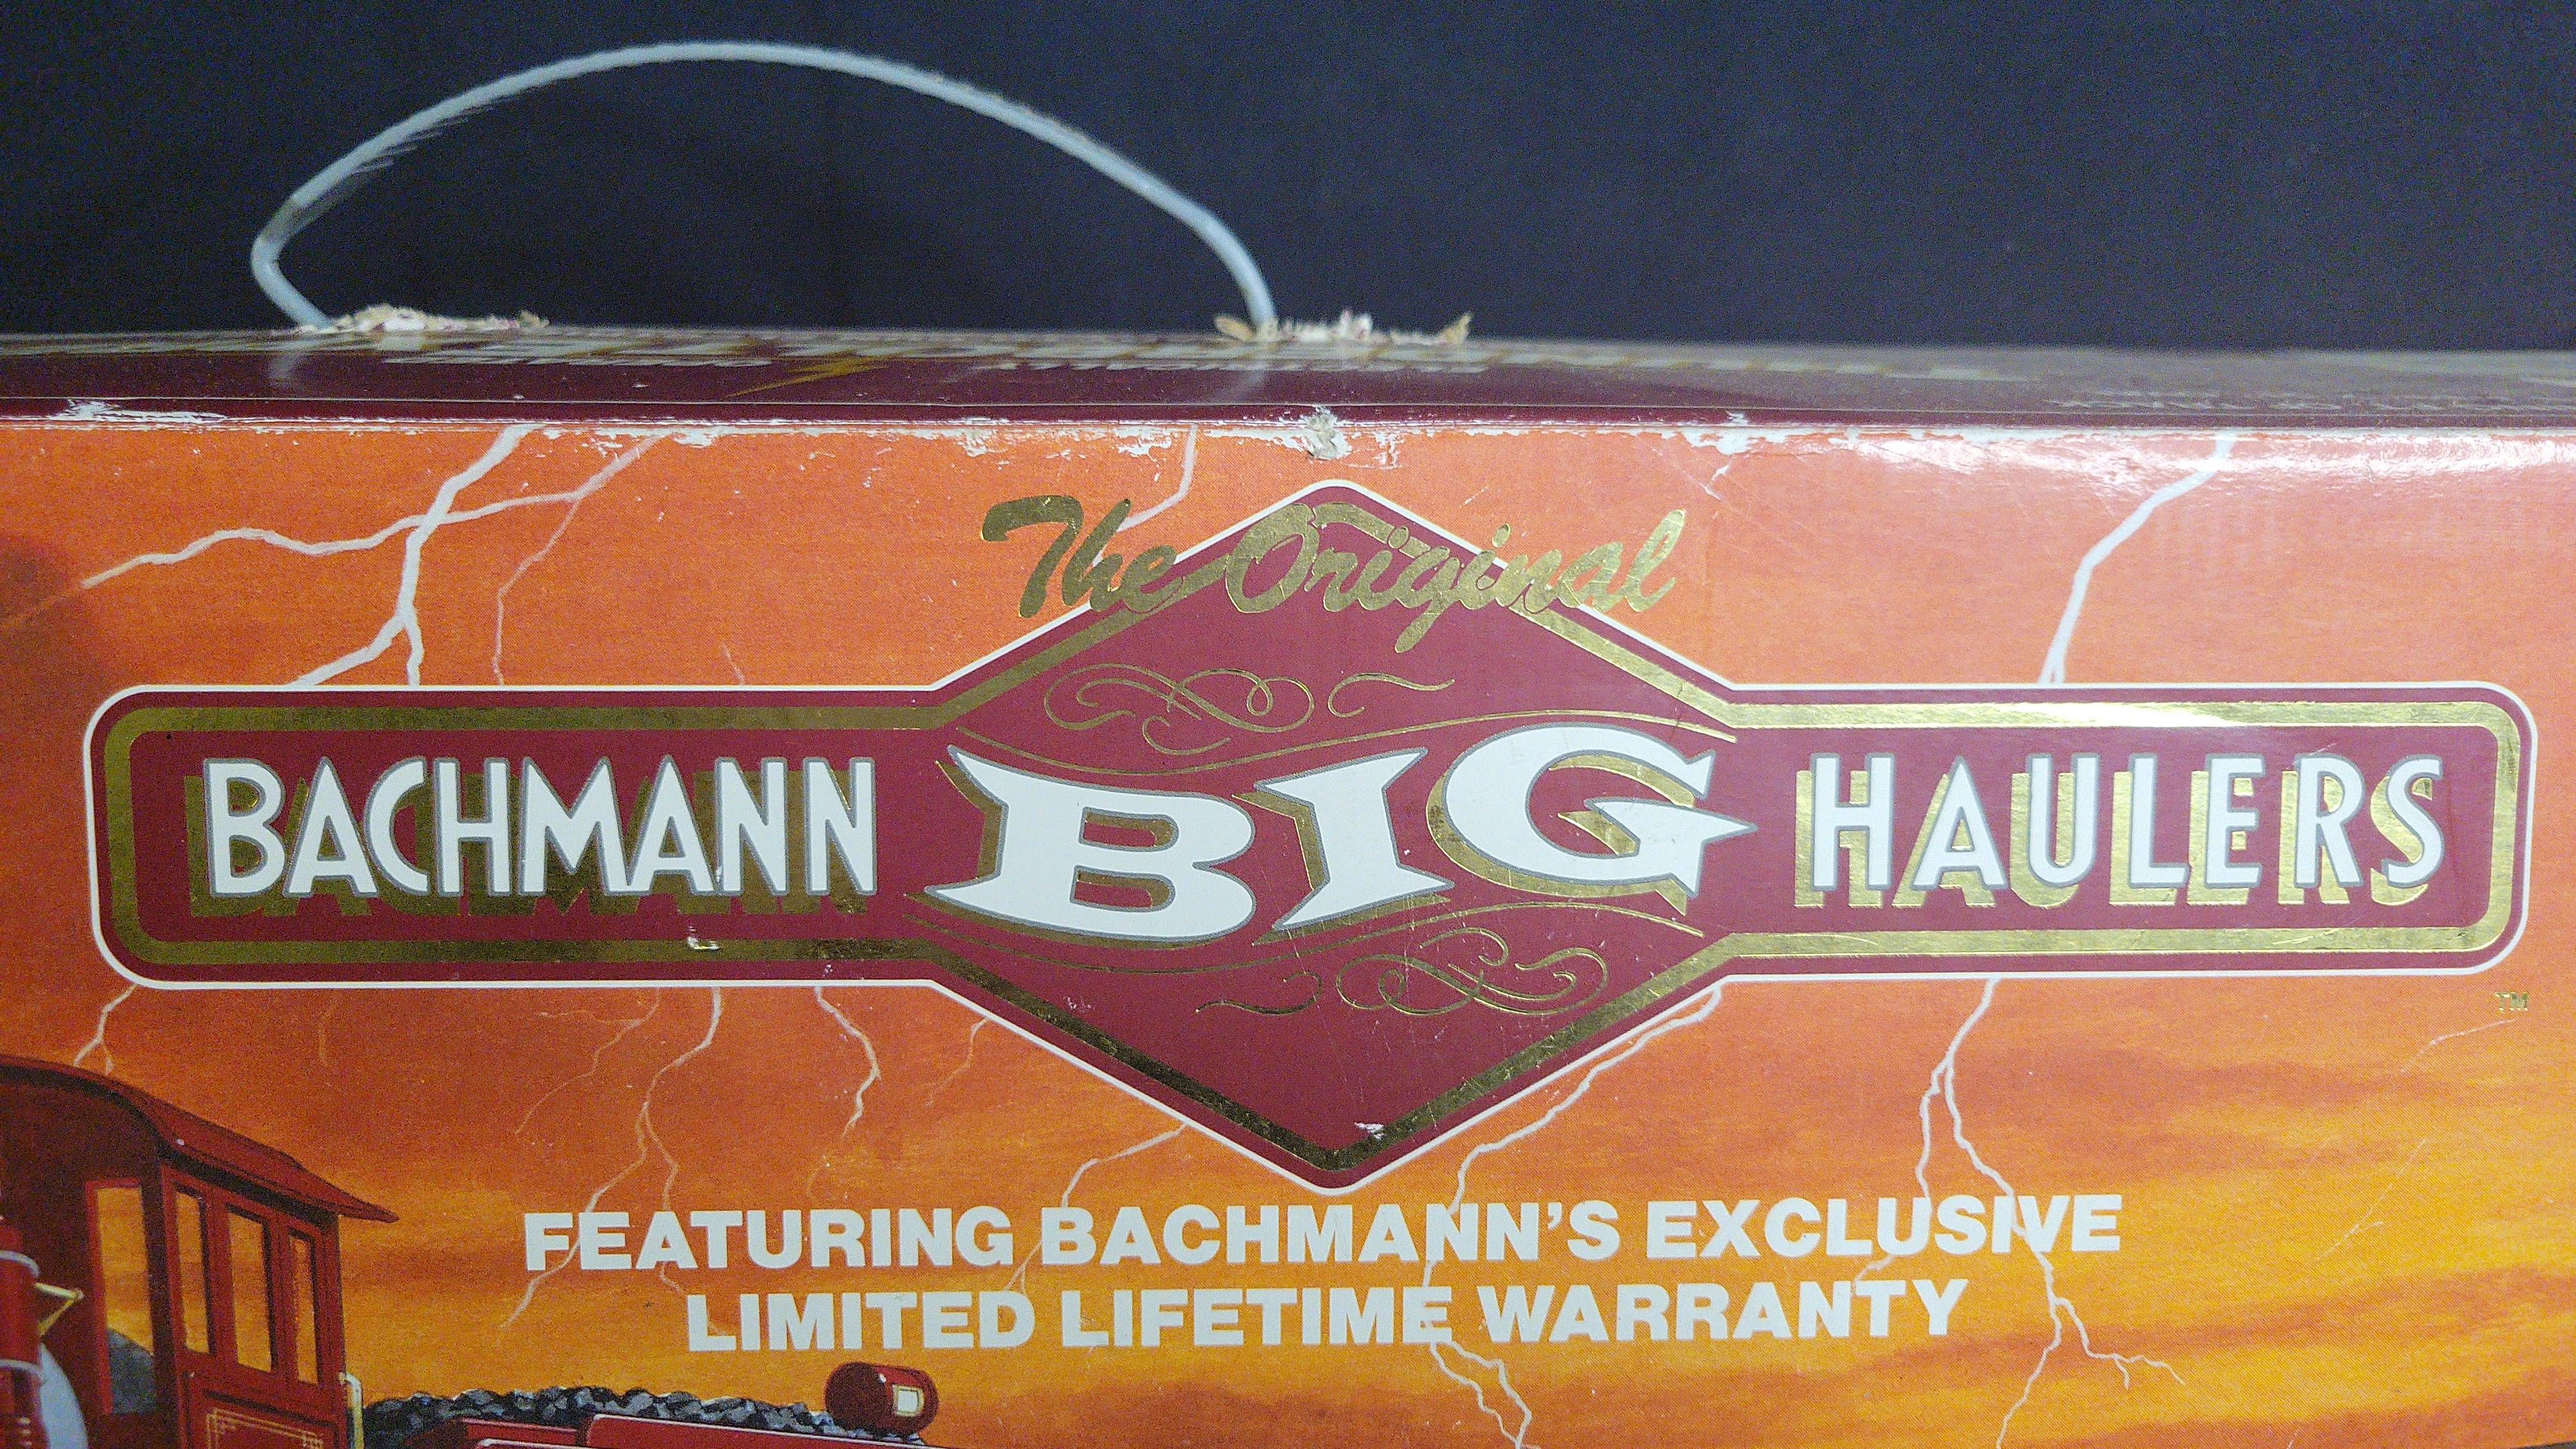 The Original
BACHMANN BIG HAULERS
TM
FEATURING BACHMANN'S EXCLUSIVE
LIMITED LIFETIME WARRANTY